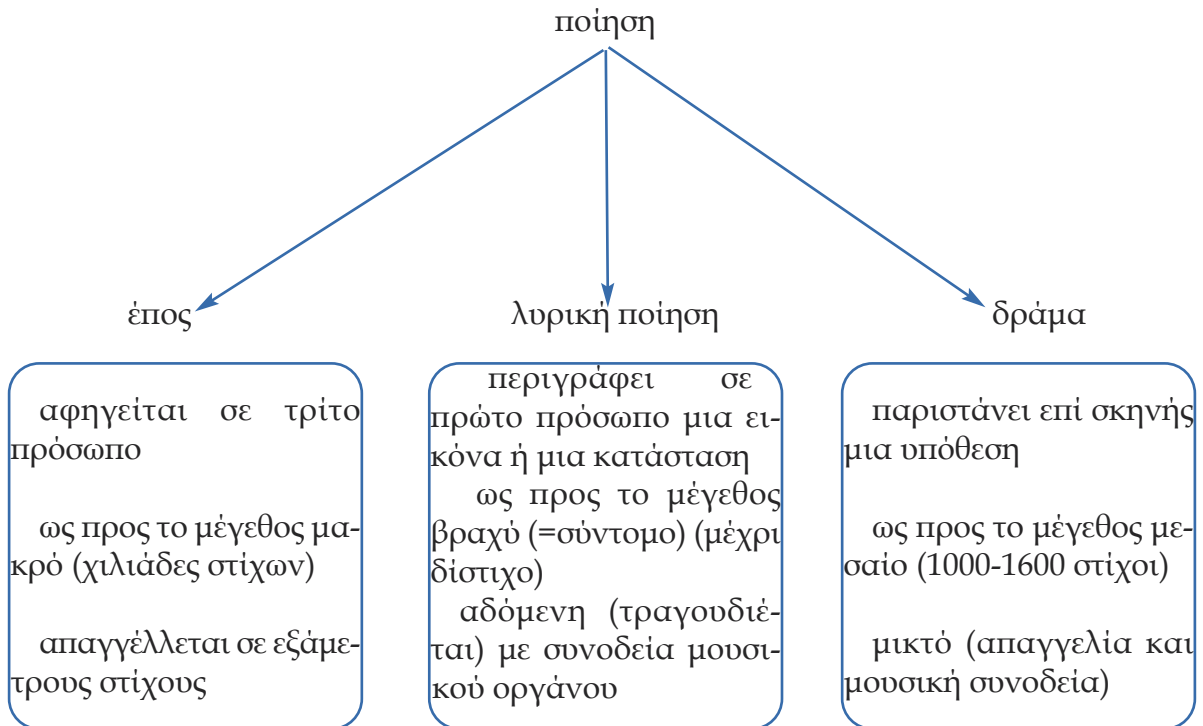 ποίηση
έπος
λυρική ποίηση
δράμα
αφηγείται σε τρίτο
πρόσωπο
ως προς το μέγεθος μα-
κρό (χιλιάδες στίχων)
απαγγέλλεται σε εξάμε-
τρους στίχους
περιγράφει σε
πρώτο πρόσωπο μια ει-
κόνα ή μια κατάσταση
ως προς το μέγεθος
βραχύ (=σύντομο) (μέχρι
δίστιχο)
αδόμενη (τραγουδιέ-
ται) με συνοδεία μουσι-
κού οργάνου
παριστάνει επί σκηνής
μια υπόθεση
ως προς το μέγεθος με-
σαίο (1000-1600 στίχοι)
μικτό (απαγγελία και
μουσική συνοδεία)